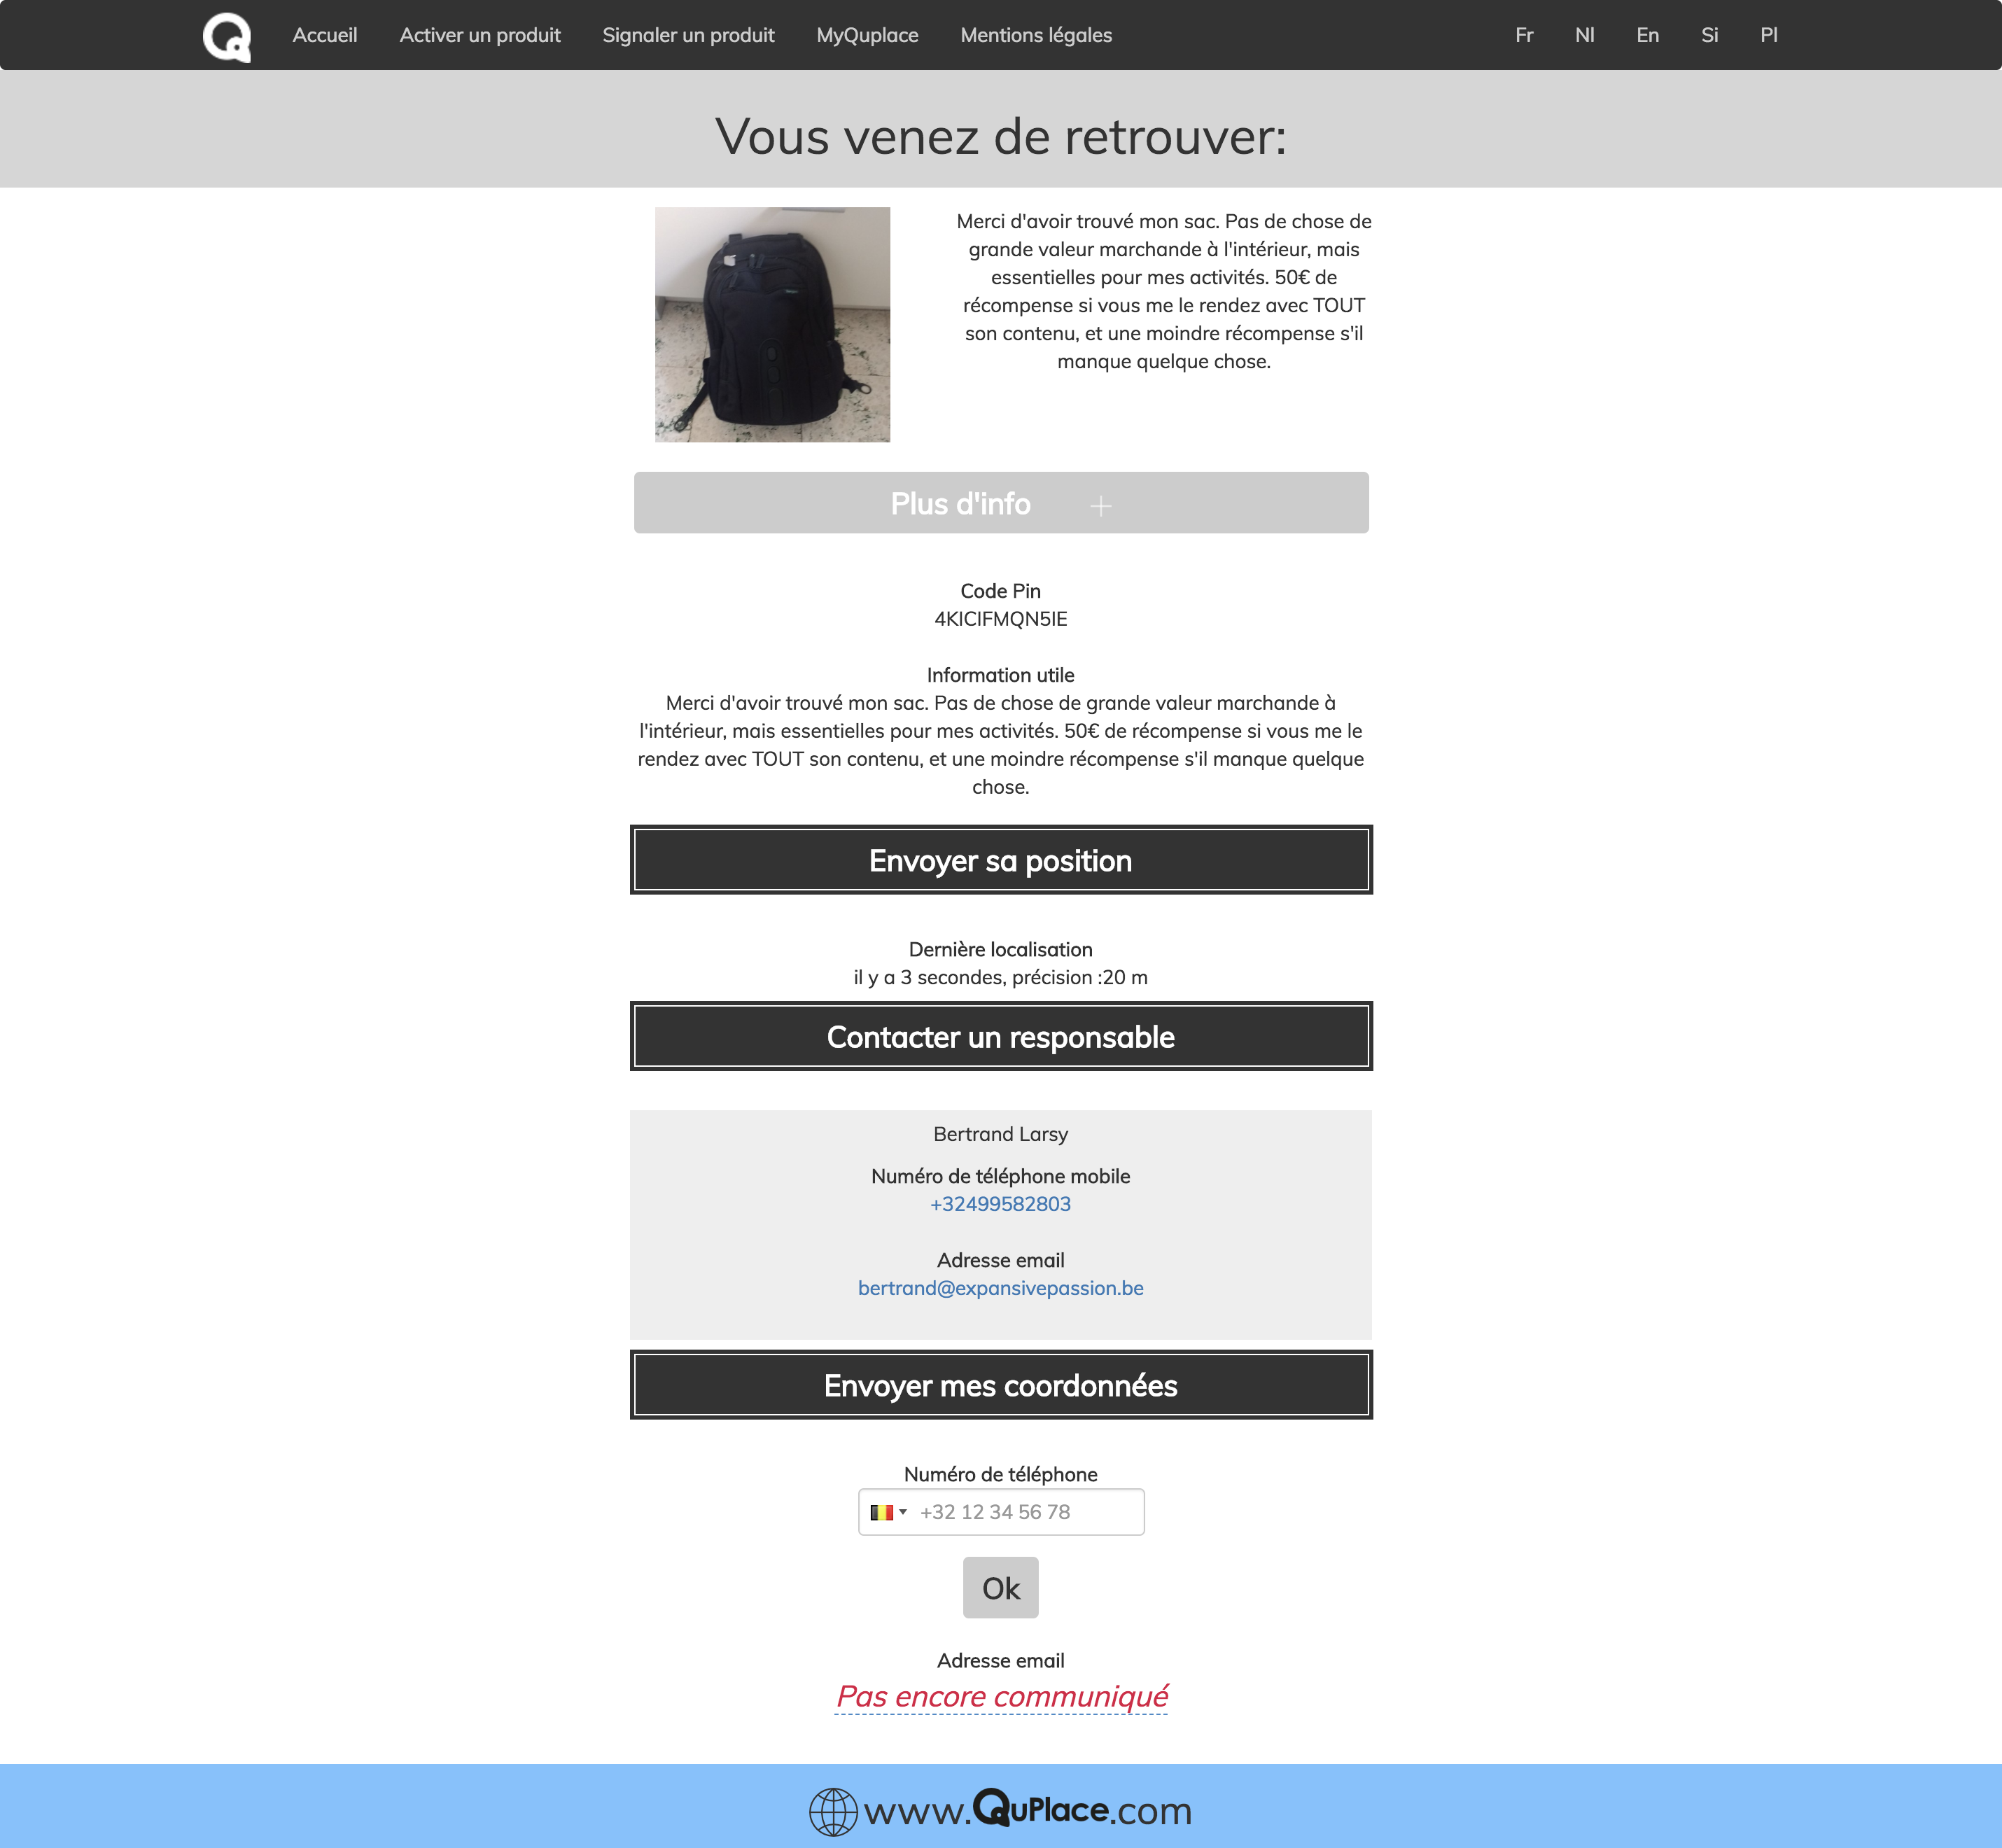 Accueil Activer un produit Signaler un produit MyQuplace Mentions légales Fr Nl En Si Pl
Vous venez de retrouver:
Merci d'avoir trouvé mon sac. Pas de chose de
grande valeur marchande à l'intérieur, mais
essentielles pour mes activités. 50€ de
récompense si vous me le rendez avec TOUT
son contenu, et une moindre récompense s'il
manque quelque chose.
Plus d'info +
Code Pin
4KICIFMQN5IE
Information utile
Merci d'avoir trouvé mon sac. Pas de chose de grande valeur marchande à
l'intérieur, mais essentielles pour mes activités. 50€ de récompense si vous me le
rendez avec TOUT son contenu, et une moindre récompense s'il manque quelque
chose.
Envoyer sa position
Dernière localisation
il y a 3 secondes, précision :20 m
Contacter un responsable
Bertrand Larsy
Numéro de téléphone mobile
+32499582803
Adresse email
bertrand@expansivepassion.be
Envoyer mes coordonnées
Numéro de téléphone
+32 12 34 56 78
Ok
Adresse email
Pas encore communiqué
www.QuPlace.com